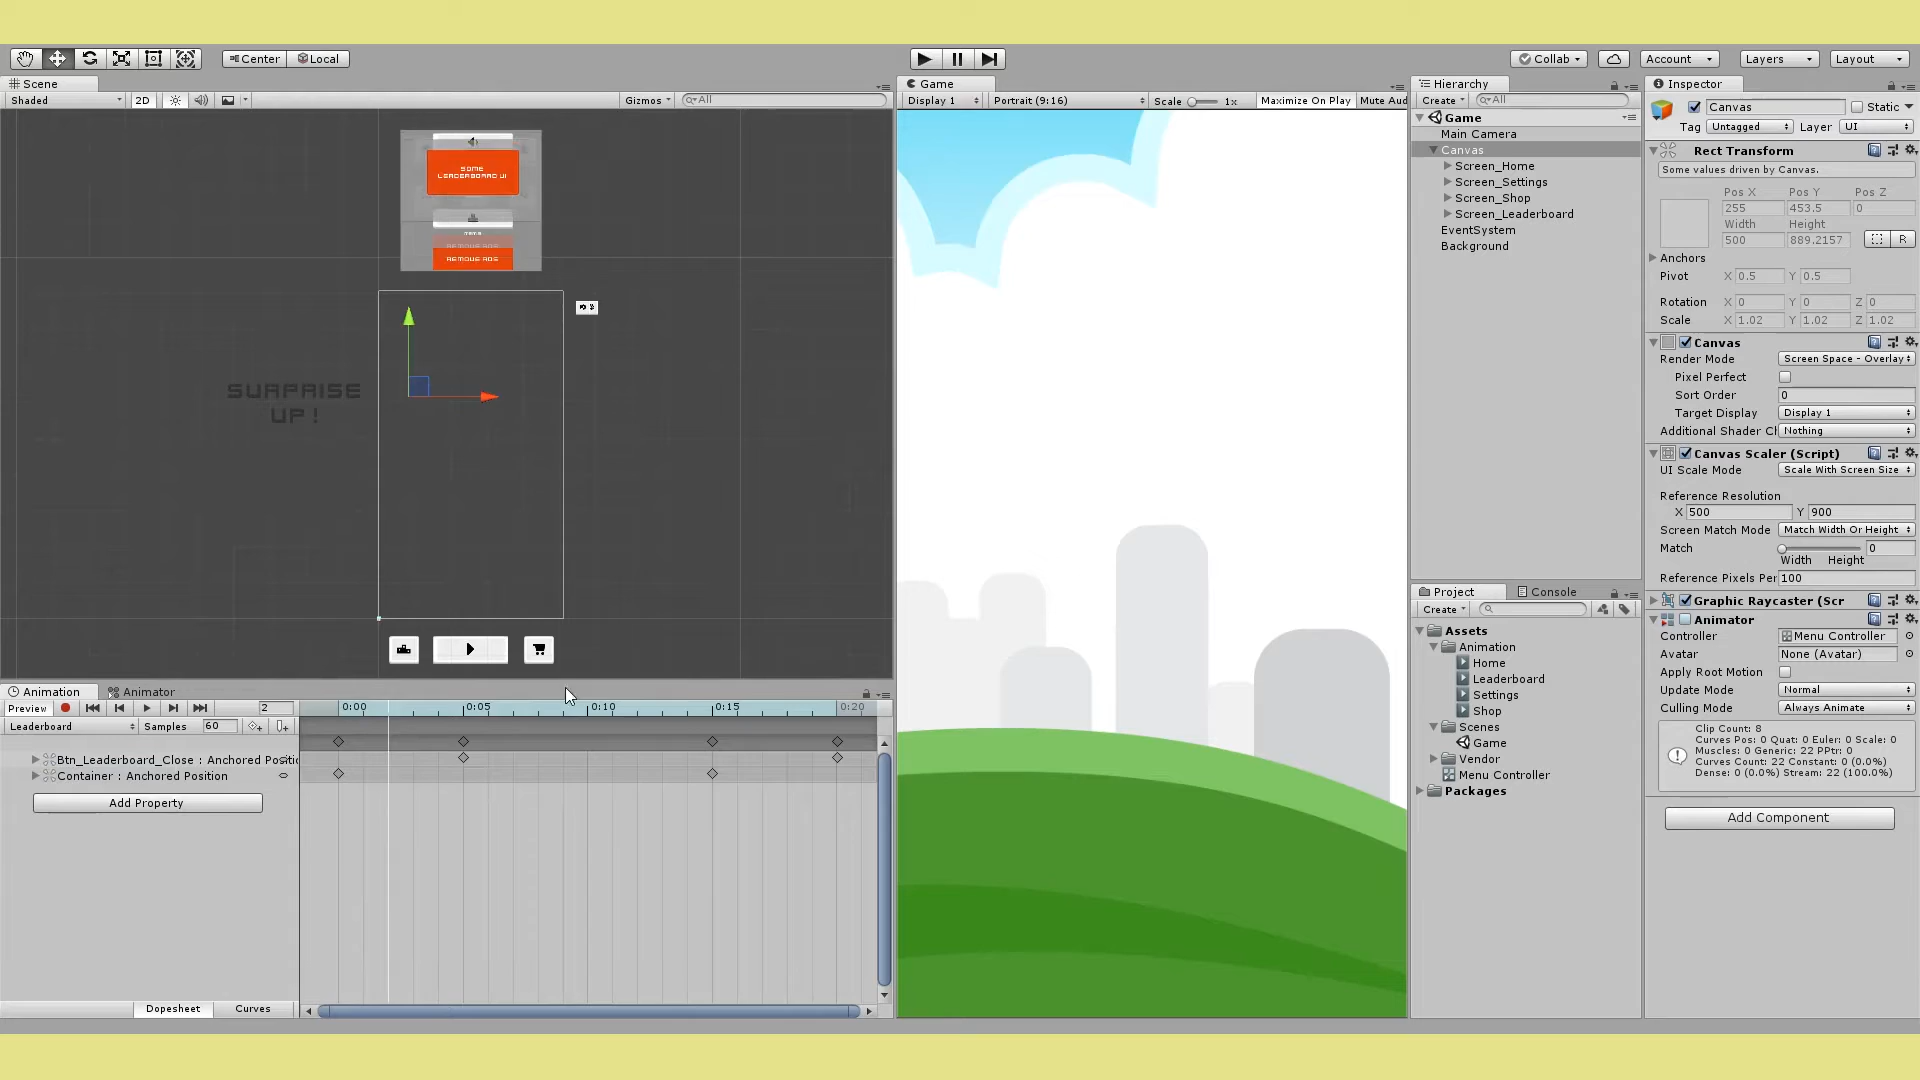 Center
Local
Collab
Account
Layers
Layout
Scene
Shaded
2D
Gizmos
All
SOME
LEADERBOARD UI
REMOVE ADS
SURPRISE
UP!
Game
Display 1
Portrait (9:16)
Scale
1x
Maximize On Play
Mute Aud
Hierarchy
Create
All
Game
Main Camera
Canvas
Screen_Home
Screen_Settings
Screen_Shop
Screen_Leaderboard
EventSystem
Background
Project
Console
Create
Assets
Animation
Home
Leaderboard
Settings
Shop
Scenes
Game
Vendor
Menu Controller
Packages
Inspector
Canvas
Static
Tag
Untagged
Layer
UI
Rect Transform
Some values driven by Canvas.
Pos X
Pos Y
Pos Z
255
453.5
0
Width
Height
500
889.2157
R
Anchors
Pivot
X 0.5
Y 0.5
Rotation
X 0
Y 0
Z 0
Scale
X 1.02
Y 1.02
Z 1.02
Canvas
Render Mode
Screen Space - Overlay
Pixel Perfect
Sort Order
0
Target Display
Display 1
Additional Shader Cl
Nothing
Canvas Scaler (Script)
UI Scale Mode
Scale With Screen Size
Reference Resolution
X 500
Y 900
Screen Match Mode
Match Width Or Height
Match
0
Width
Height
Reference Pixels Per
100
Graphic Raycaster (Scr
Animator
Controller
Menu Controller
Avatar
None (Avatar)
Apply Root Motion
Update Mode
Normal
Culling Mode
Always Animate
Clip Count: 8
Curves Pos: 0 Quat: 0 Euler: 0 Scale: 0
Muscles: 0 Generic: 22 PPtr: 0
Curves Count: 22 Constant: 0 (0.0%)
Dense: 0 (0.0%) Stream: 22 (100.0%)
Add Component
Animation
Animator
Preview
2
0:00
0:05
0:10
0:15
0:20
Leaderboard
Samples
60
Btn_Leaderboard_Close : Anchored Positio
Container : Anchored Position
Add Property
Dopesheet
Curves